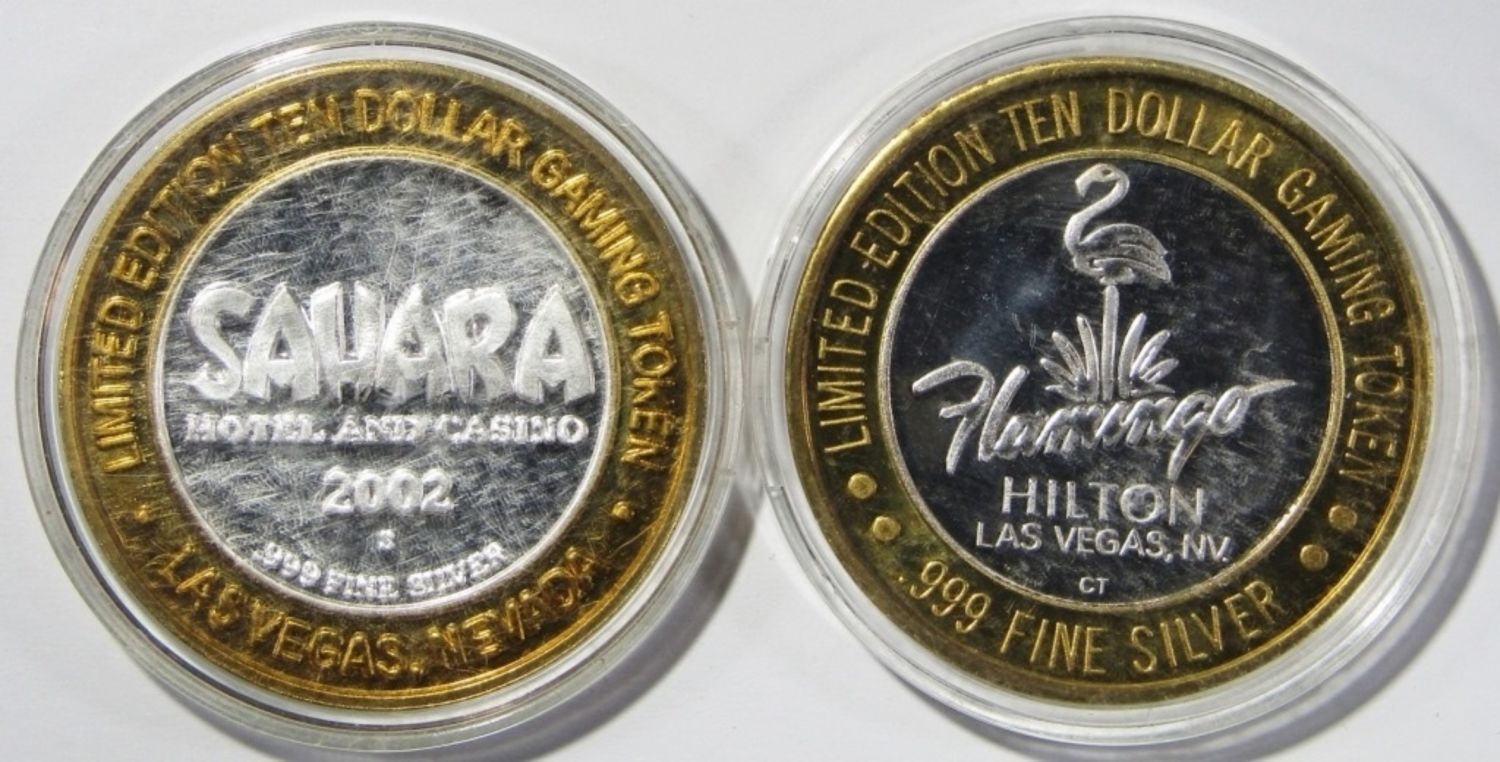 LIMITED EDITION TEN DOLLAR GAMING TOKEN
SAHARA
HOTEL AND CASINO
2002
S
.999 FINE SILVER
• LAS VEGAS, NEVADA •
LIMITED EDITION TEN DOLLAR GAMING TOKEN
Flamingo
HILTON
LAS VEGAS, NV.
CT
•• .999 FINE SILVER ••